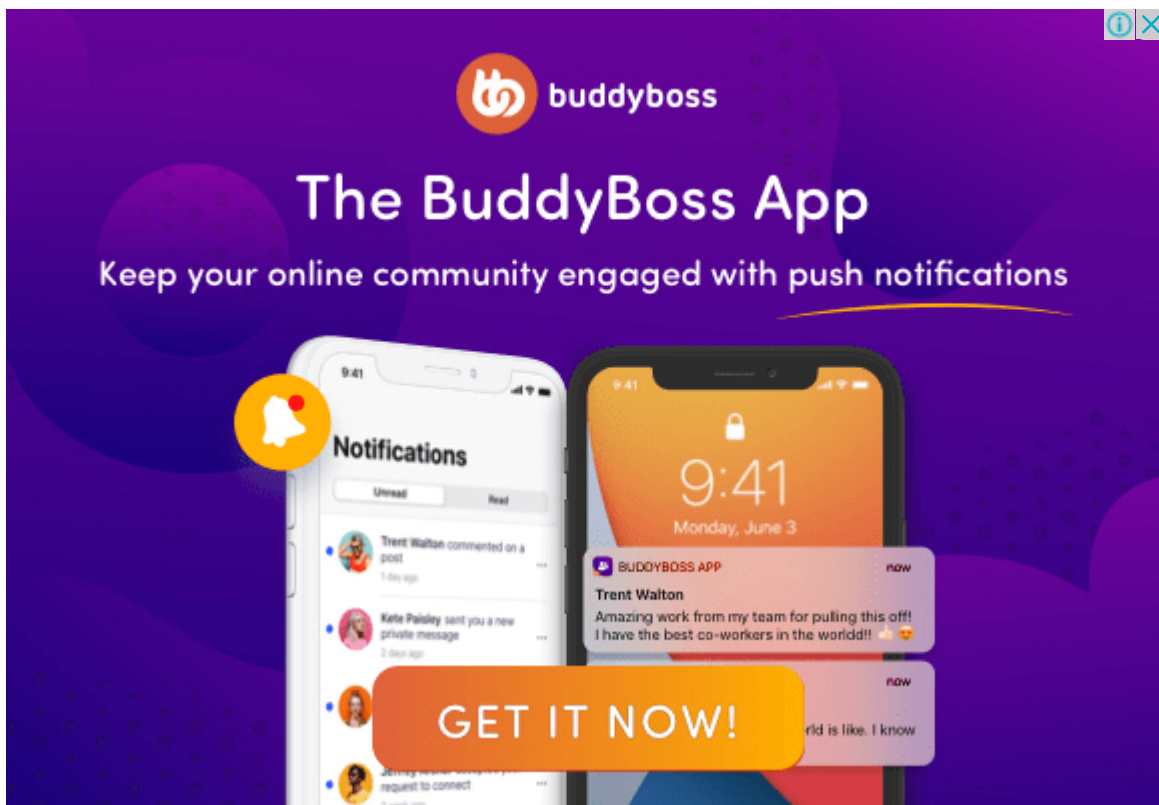 buddyboss
The BuddyBoss App
Keep your online community engaged with push notifications
9:41
Notifications
Unread
Read
Trent Walton commented on a
post
1 day ago
Kete Paisley sent you a new
private message
2 days ago
request to connect
9:41
9:41
Monday, June 3
BUDDYBOSS APP
now
Trent Walton
Amazing work from my team for pulling this off!
I have the best co-workers in the worldd!! 👍🏻 😍
now
rld is like. I know
GET IT NOW!